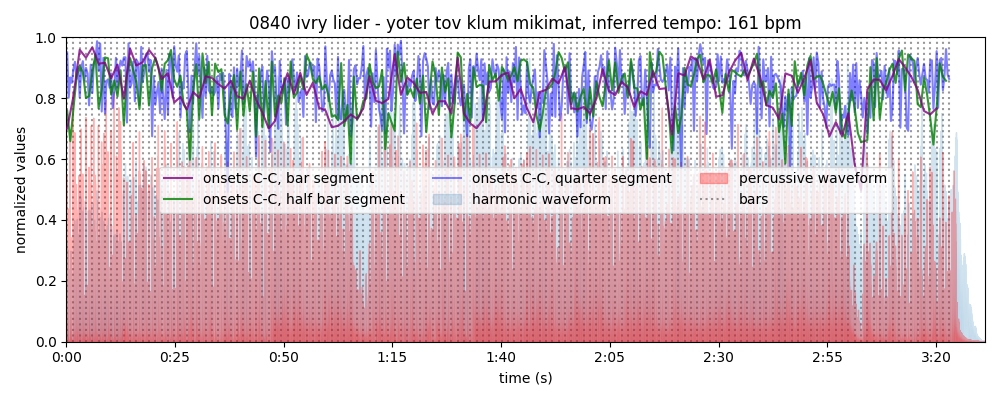 0840 ivry lider - yoter tov klum mikimat, inferred tempo: 161 bpm
normalized values
1.0
0.8
0.6
0.4
0.2
0.0
onsets C-C, bar segment
onsets C-C, half bar segment
onsets C-C, quarter segment
harmonic waveform
percussive waveform
bars
0:00 0:25 0:50 1:15 1:40 2:05 2:30 2:55 3:20
time (s)